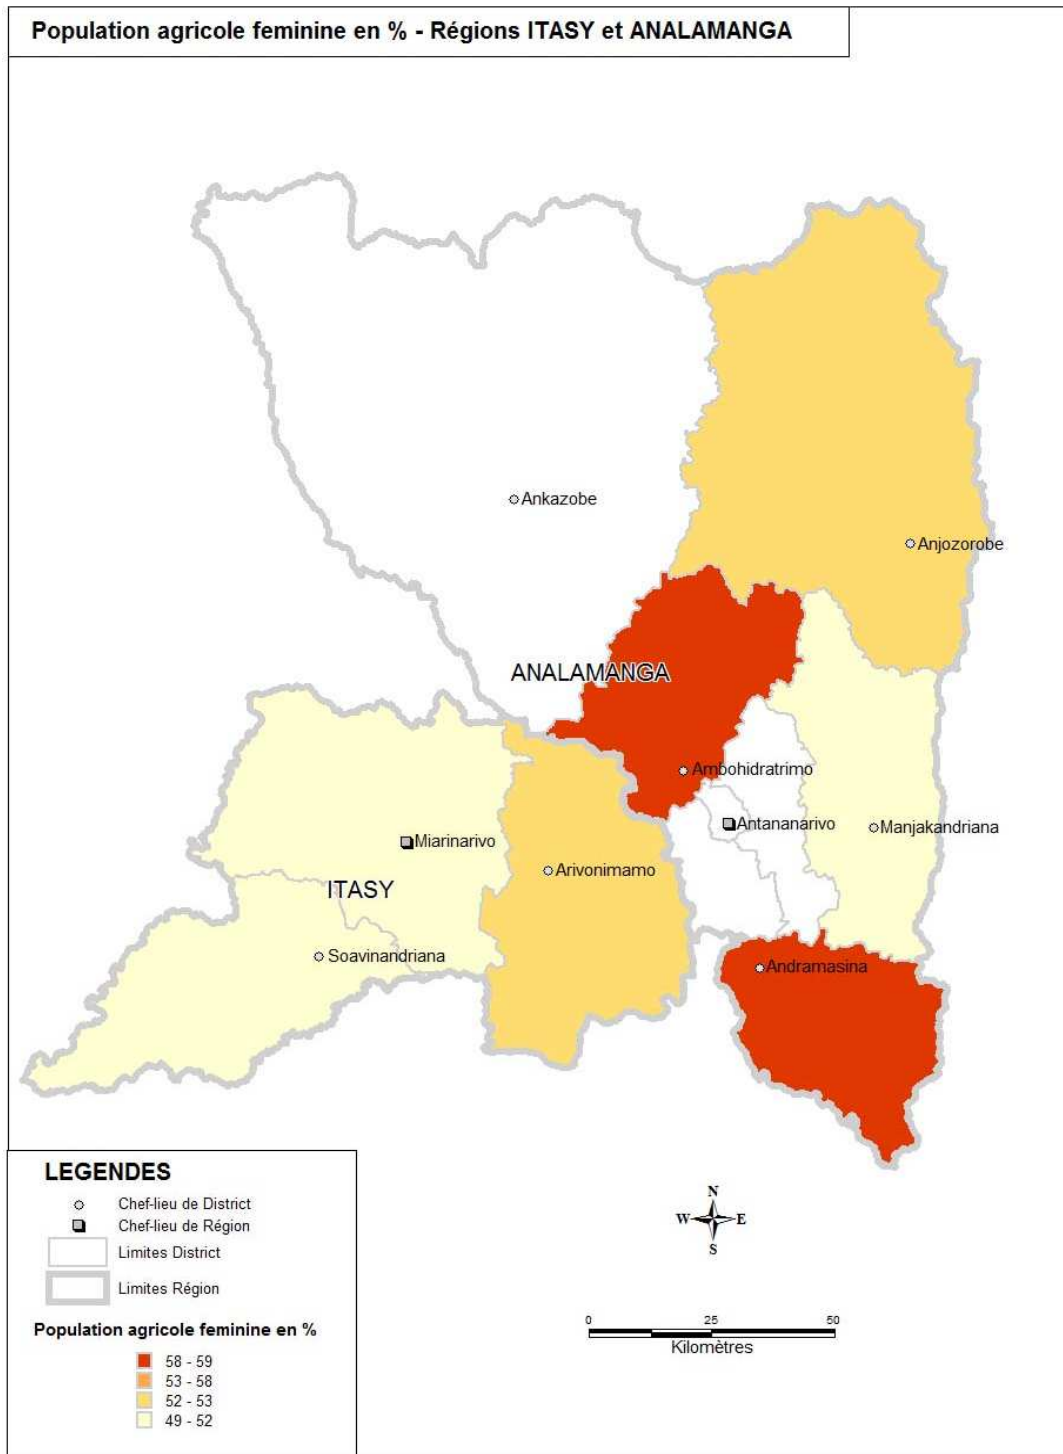 Population agricole feminine en % - Régions ITASY et ANALAMANGA
Ankazobe
Anjozorobe
ANALAMANGA
Ambohidratrimo
Antananarivo
Manjakandriana
Miarinarivo
Arivonimamo
ITASY
Soavinandriana
Andramasina
LEGENDES
Chef-lieu de District
Chef-lieu de Région
Limites District
Limites Région
Population agricole feminine en %
58 - 59
53 - 58
52 - 53
49 - 52
N
W E
S
0 25 50
Kilomètres